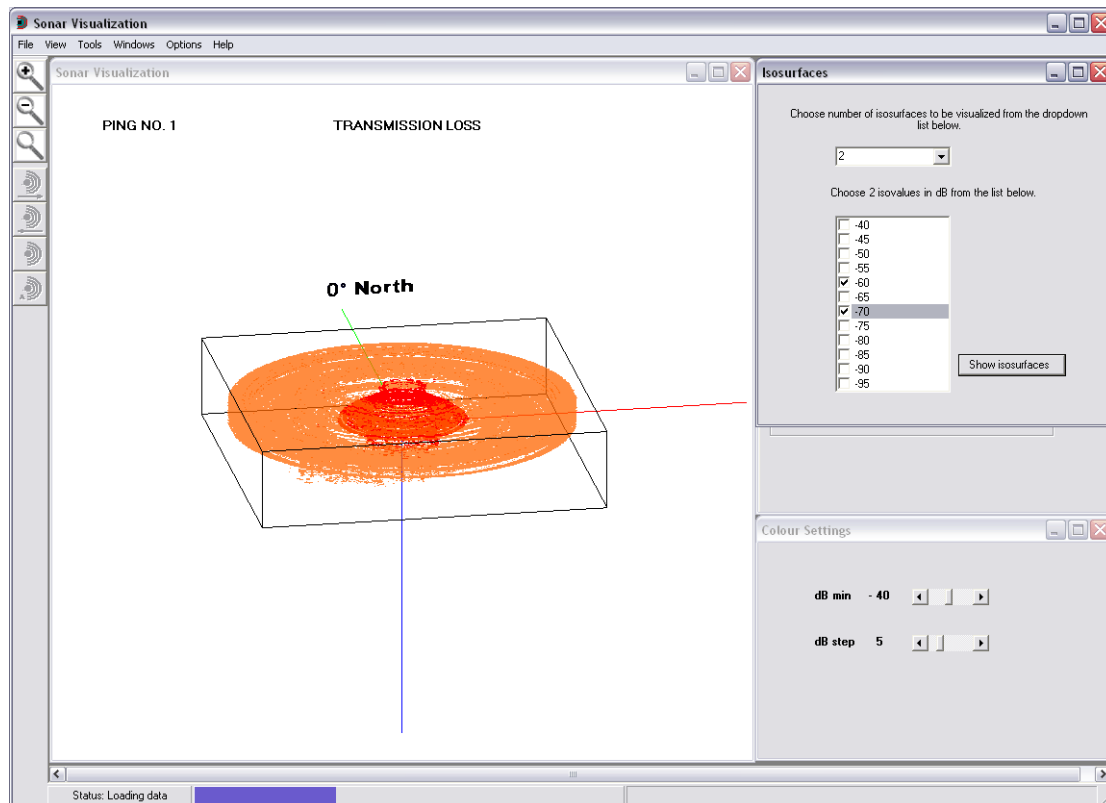 Sonar Visualization
File View Tools Windows Options Help
Sonar Visualization
PING NO. 1 TRANSMISSION LOSS
0° North
Isosurfaces
Choose number of isosurfaces to be visualized from the dropdown
list below.
2
Choose 2 isovalues in dB from the list below.
-40
-45
-50
-55
-60
-65
-70
-75
-80
-85
-90
-95
Show isosurfaces
Colour Settings
dB min - 40
dB step 5
Status: Loading data